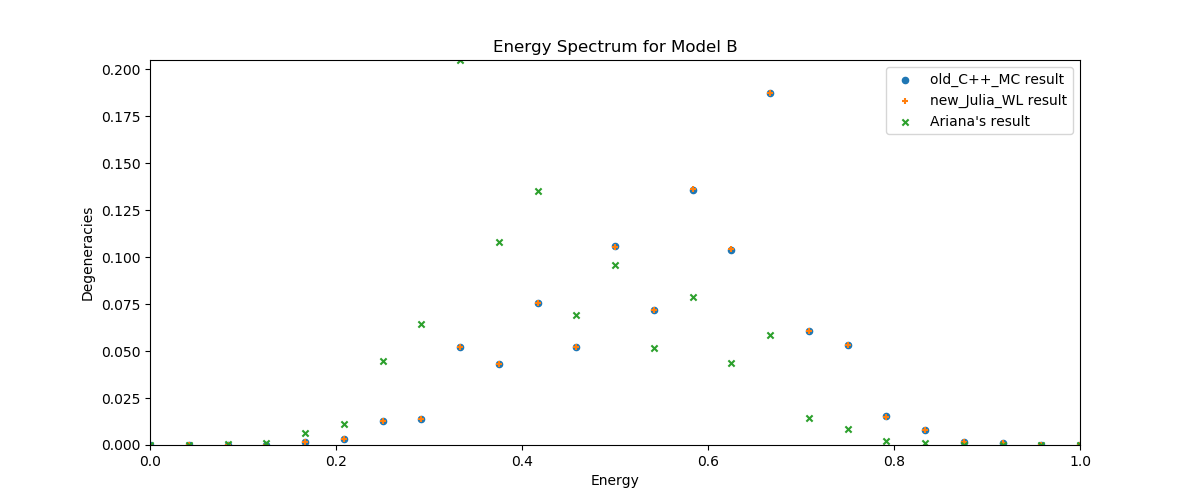 Energy Spectrum for Model B
old_C++_MC result
new_Julia_WL result
Ariana's result
Degeneracies
0.200
0.175
0.150
0.125
0.100
0.075
0.050
0.025
0.000
0.0 0.2 0.4 0.6 0.8 1.0
Energy